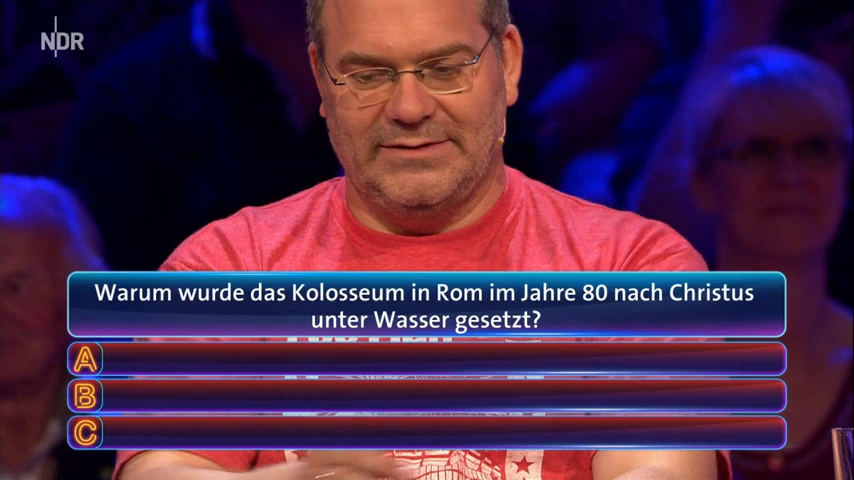 NDR
Warum wurde das Kolosseum in Rom im Jahre 80 nach Christus
unter Wasser gesetzt?
A
B
C